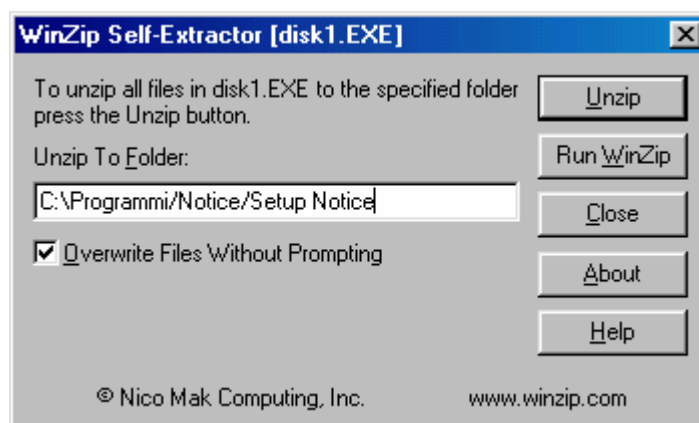 WinZip Self-Extractor [disk1.EXE]
To unzip all files in disk1.EXE to the specified folder
press the Unzip button.
Unzip To Folder:
C:\Programmi/Notice/Setup Notice
Overwrite Files Without Prompting
Unzip
Run WinZip
Close
About
Help
© Nico Mak Computing, Inc. www.winzip.com